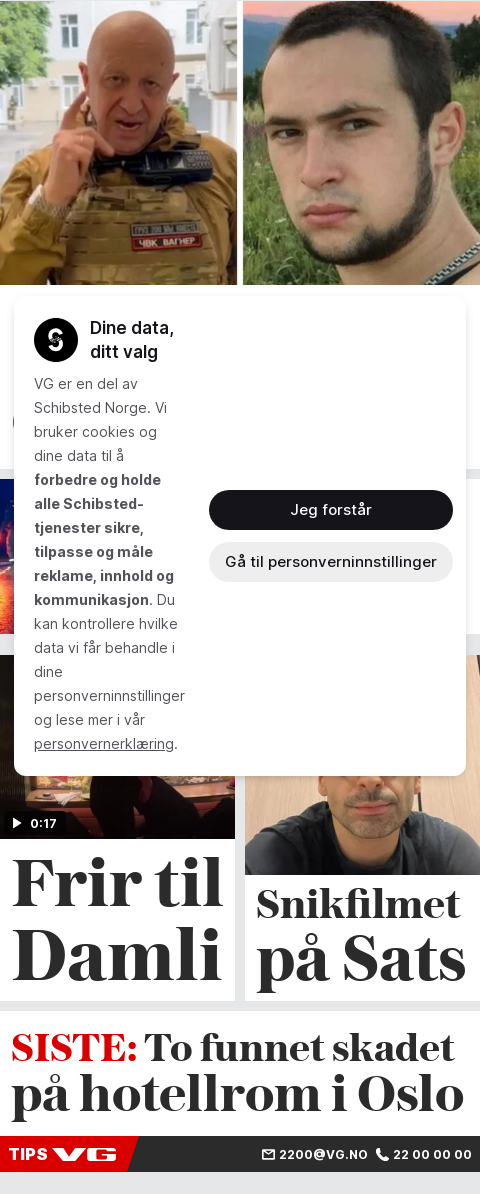 ЧВК ВАГНЕР
Dine data,
ditt valg
VG er en del av
Schibsted Norge. Vi
bruker cookies og
dine data til å
forbedre og holde
alle Schibsted-
tjenester sikre,
tilpasse og måle
reklame, innhold og
kommunikasjon. Du
kan kontrollere hvilke
data vi får behandle i
dine
personverninnstillinger
og lese mer i vår
personvernerklæring.
Jeg forstår
Gå til personverninnstillinger
0:17
Frir til
Damli
Snikfilmet
på Sats
SISTE: To funnet skadet
på hotellrom i Oslo
TIPS VG
2200@VG.NO 22 00 00 00